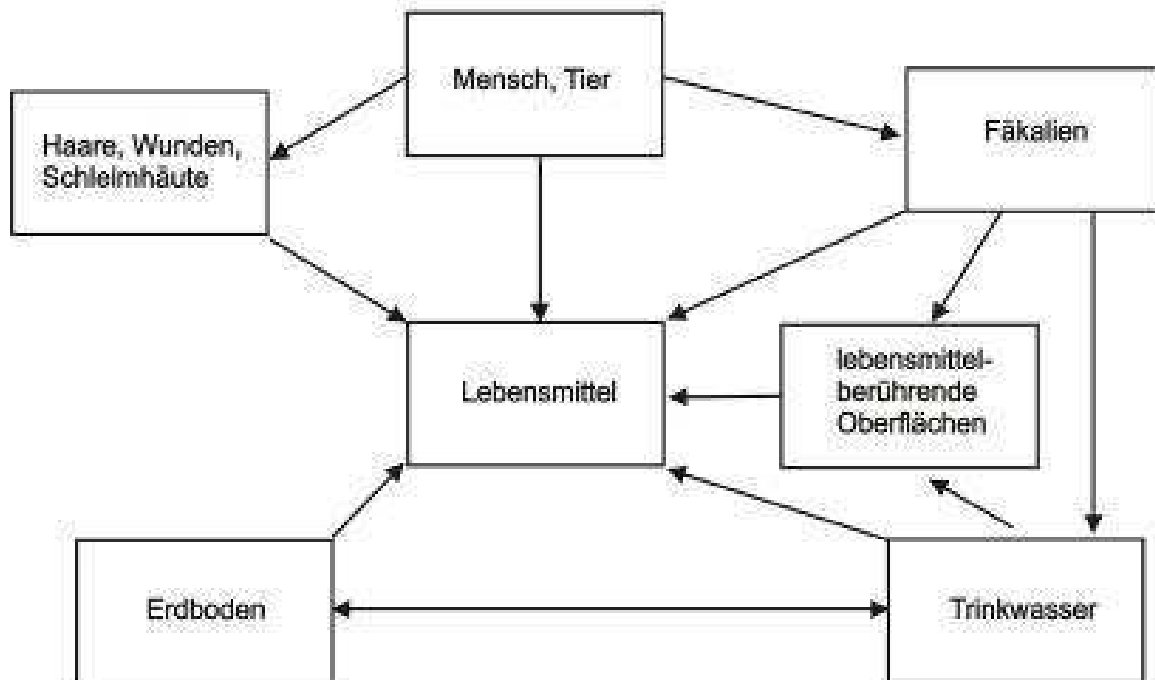 Mensch, Tier
Haare, Wunden,
Schleimhäute
Fäkalien
Lebensmittel
lebensmittel-
berührende
Oberflächen
Erdboden
Trinkwasser